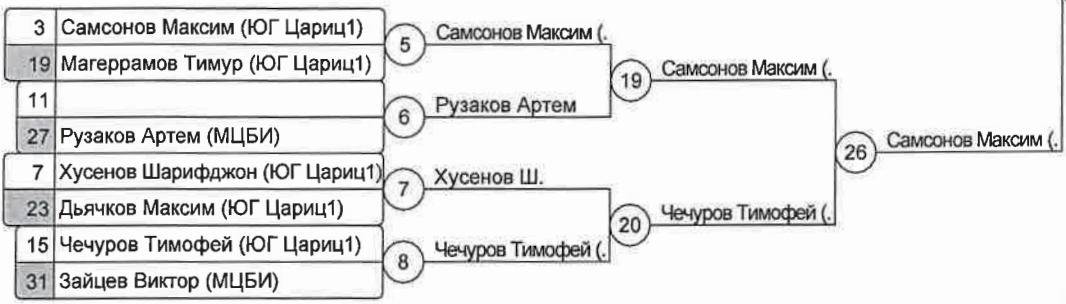 3 Самсонов Максим (ЮГ Цариц1)
19 Магеррамов Тимур (ЮГ Цариц1)
5 Самсонов Максим (.
19 Самсонов Максим (.
11
27 Рузаков Артем (МЦБИ)
6 Рузаков Артем
26 Самсонов Максим (.
7 Хусенов Шарифджон (ЮГ Цариц1)
23 Дьячков Максим (ЮГ Цариц1)
7 Хусенов Ш.
20 Чечуров Тимофей (.
15 Чечуров Тимофей (ЮГ Цариц1)
31 Зайцев Виктор (МЦБИ)
8 Чечуров Тимофей (.